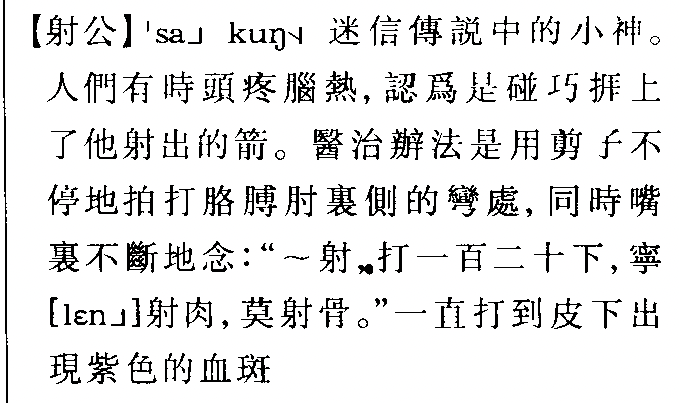 【射公】ˈsa˩ kuŋ˧ 迷信傳説中的小神。
人們有時頭疼腦熱，認爲是碰巧捱上
了他射出的箭。醫治辦法是用剪子不
停地拍打胳膊肘裏側的彎處，同時嘴
裏不斷地念：“～射，打一百二十下，寧
[lɛn˩]射肉，莫射骨。”一直打到皮下出
現紫色的血斑